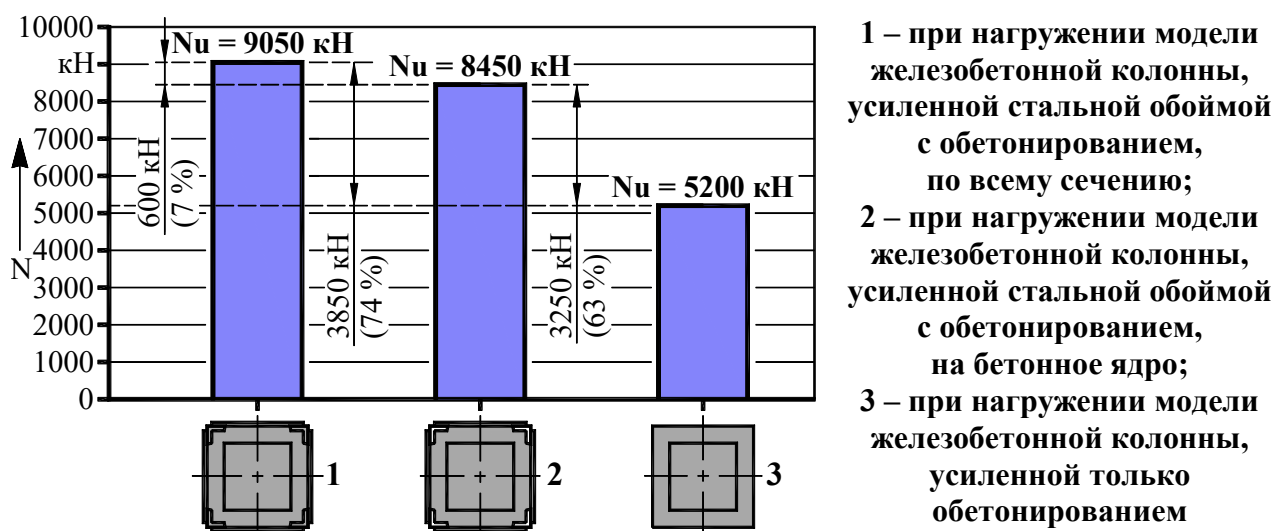 10000
кН
8000
7000
6000
5000
4000
3000
2000
1000
0
N
Nu = 9050 кН
Nu = 8450 кН
Nu = 5200 кН
600 кН
(7 %)
3850 кН
(74 %)
3250 кН
(63 %)
1
2
3
1 – при нагружении модели
железобетонной колонны,
усиленной стальной обоймой
с обетонированием,
по всему сечению;
2 – при нагружении модели
железобетонной колонны,
усиленной стальной обоймой
с обетонированием,
на бетонное ядро;
3 – при нагружении модели
железобетонной колонны,
усиленной только
обетонированием